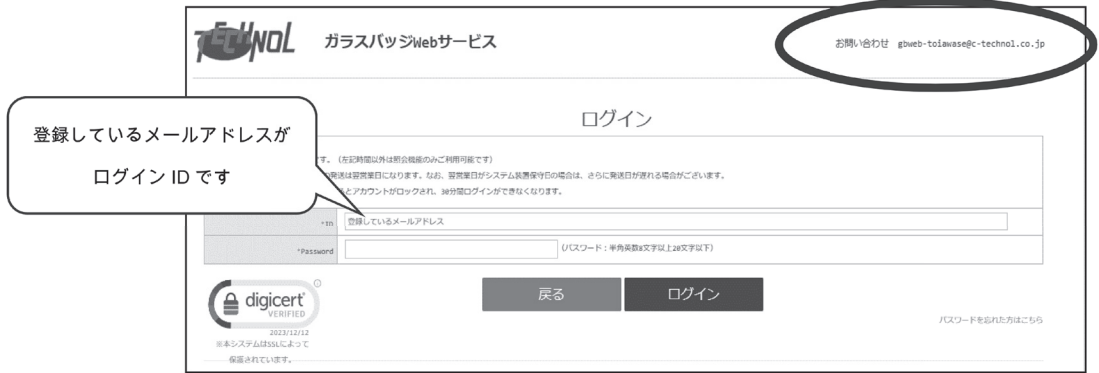 TECHNOL ガラスバッジWebサービス
お問い合わせ gbweb-toiawase@c-technol.co.jp
ログイン
登録しているメールアドレスが
ログイン ID です
す。（左記時間以外は照会機能のみご利用可能です）
の発送は翌営業日になります。なお、翌営業日がシステム装置保守日の場合は、さらに発送日が遅れる場合がございます。
とアカウントがロックされ、30分間ログインができなくなります。
*ID 登録しているメールアドレス
*Password （パスワード：半角英数8文字以上20文字以下）
戻る ログイン
digicert
VERIFIED
2023/12/12
パスワードを忘れた方はこちら
※本システムはSSLによって
保護されています。